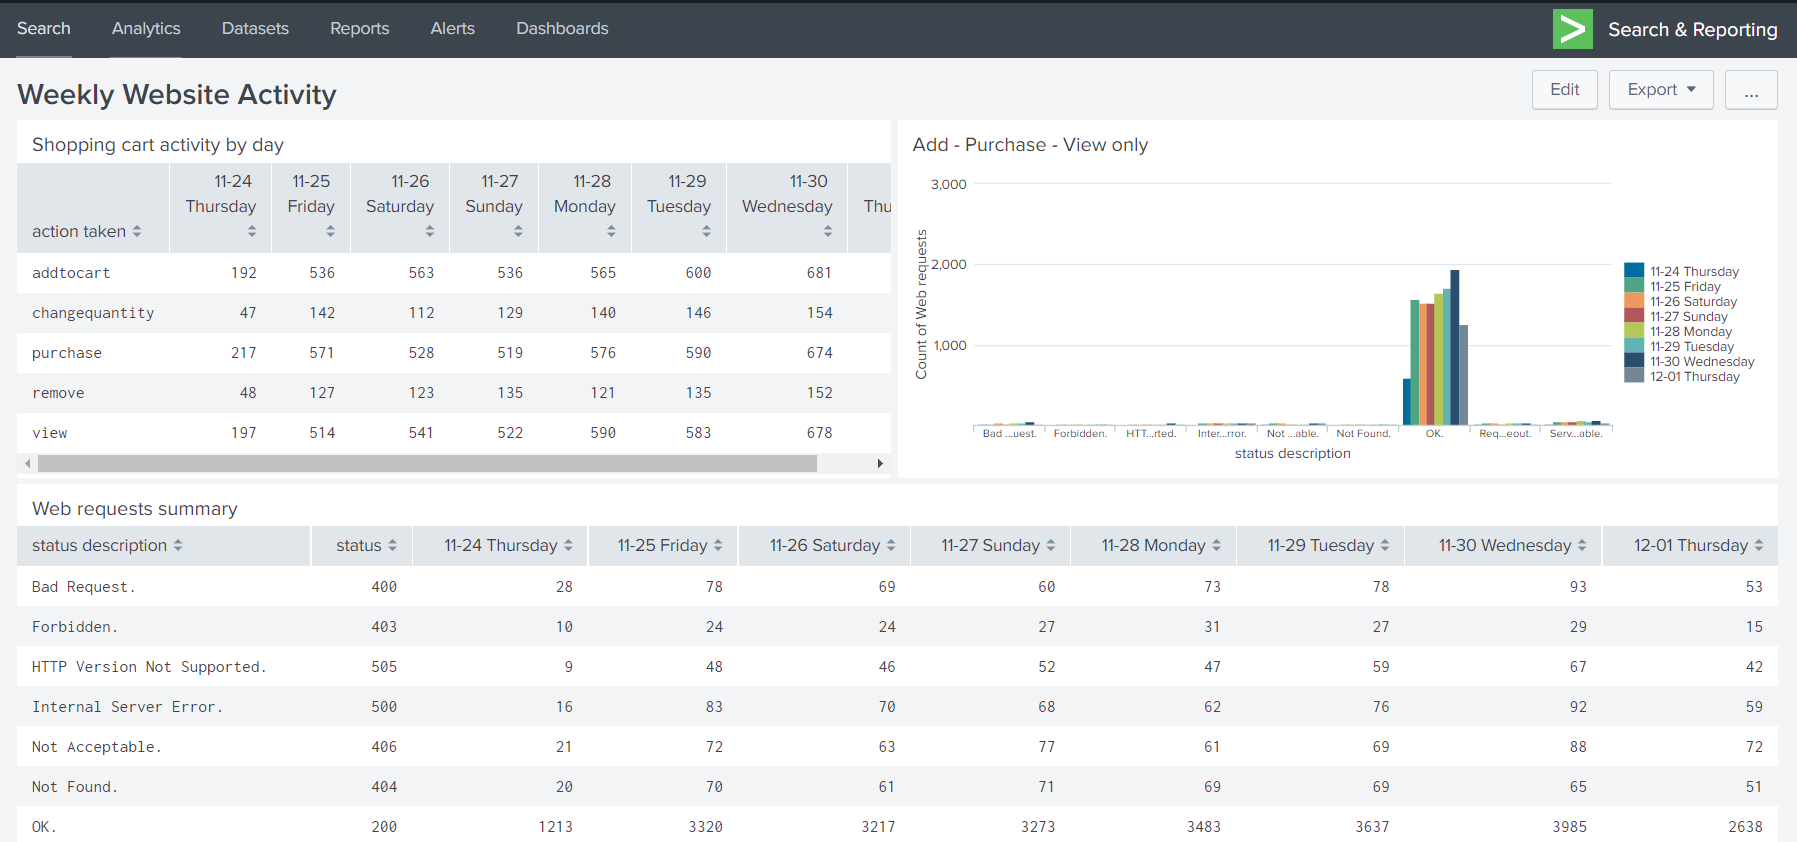 Search Analytics Datasets Reports Alerts Dashboards Search & Reporting
Weekly Website Activity
Edit Export ...
Shopping cart activity by day
action taken 11-24 Thursday 11-25 Friday 11-26 Saturday 11-27 Sunday 11-28 Monday 11-29 Tuesday 11-30 Wednesday Thu
addtocart 192 536 563 536 565 600 681
changequantity 47 142 112 129 140 146 154
purchase 217 571 528 519 576 590 674
remove 48 127 123 135 121 135 152
view 197 514 541 522 590 583 678
Add - Purchase - View only
Count of Web requests
3,000
2,000
1,000
Bad ...uest. Forbidden. HTT...rted. Inter...rror. Not ...able. Not Found. OK. Req...eout. Serv...able.
status description
11-24 Thursday
11-25 Friday
11-26 Saturday
11-27 Sunday
11-28 Monday
11-29 Tuesday
11-30 Wednesday
12-01 Thursday
Web requests summary
status description status 11-24 Thursday 11-25 Friday 11-26 Saturday 11-27 Sunday 11-28 Monday 11-29 Tuesday 11-30 Wednesday 12-01 Thursday
Bad Request. 400 28 78 69 60 73 78 93 53
Forbidden. 403 10 24 24 27 31 27 29 15
HTTP Version Not Supported. 505 9 48 46 52 47 59 67 42
Internal Server Error. 500 16 83 70 68 62 76 92 59
Not Acceptable. 406 21 72 63 77 61 69 88 72
Not Found. 404 20 70 61 71 69 69 65 51
OK. 200 1213 3320 3217 3273 3483 3637 3985 2638